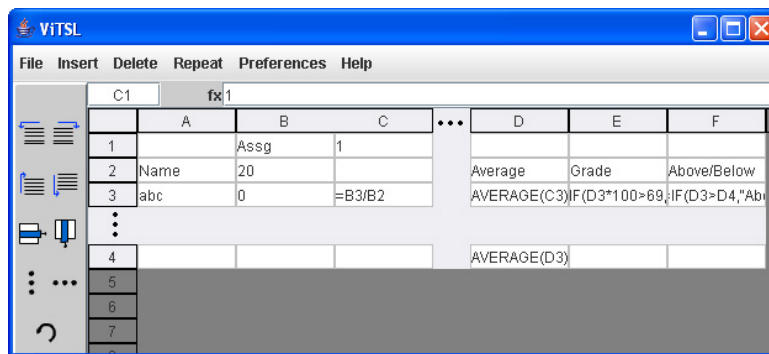 ViTSL
File Insert Delete Repeat Preferences Help
C1 fx 1
A B C ••• D E F
1 Assg 1
2 Name 20 Average Grade Above/Below
3 abc 0 =B3/B2 AVERAGE(C3) IF(D3*100>69, :IF(D3>D4,"Ab
4 AVERAGE(D3)
5
6
7